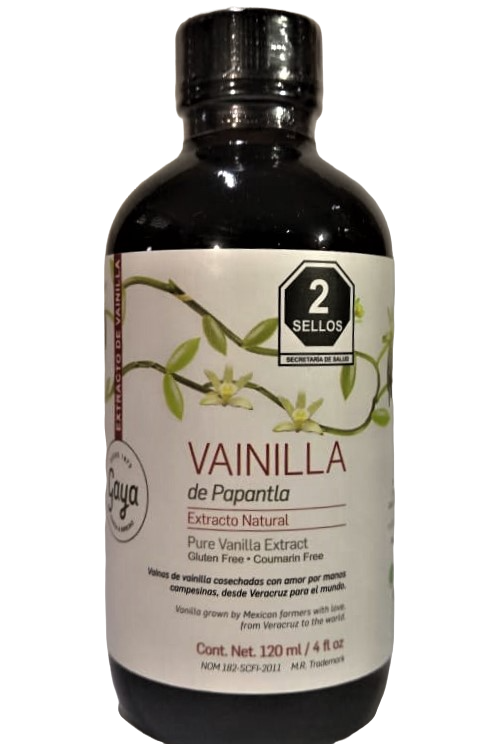 2
SELLOS
SECRETARÍA DE SALUD
EXTRACTO DE VAINILLA
Gaya
VAINILLA
de Papantla
Extracto Natural
Pure Vanilla Extract
Gluten Free • Coumarin Free
Vainas de vainilla cosechadas con amor por manos
campesinas, desde Veracruz para el mundo.
Vanilla grown by Mexican farmers with love,
from Veracruz to the world.
Cont. Net. 120 ml / 4 fl oz
NOM 182-SCFI-2011 M.R. Trademark